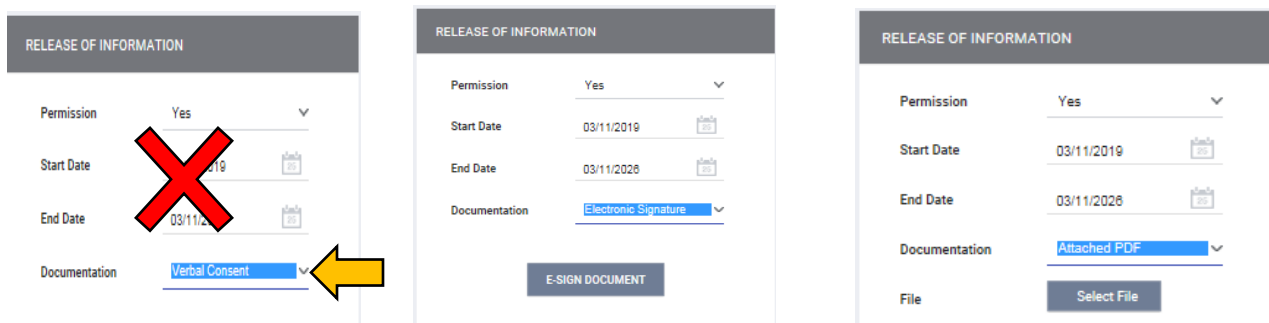 RELEASE OF INFORMATION
Permission Yes
Start Date
End Date
Documentation Verbal Consent
RELEASE OF INFORMATION
Permission Yes
Start Date 03/11/2019
End Date 03/11/2026
Documentation Electronic Signature
E-SIGN DOCUMENT
RELEASE OF INFORMATION
Permission Yes
Start Date 03/11/2019
End Date 03/11/2026
Documentation Attached PDF
File Select File